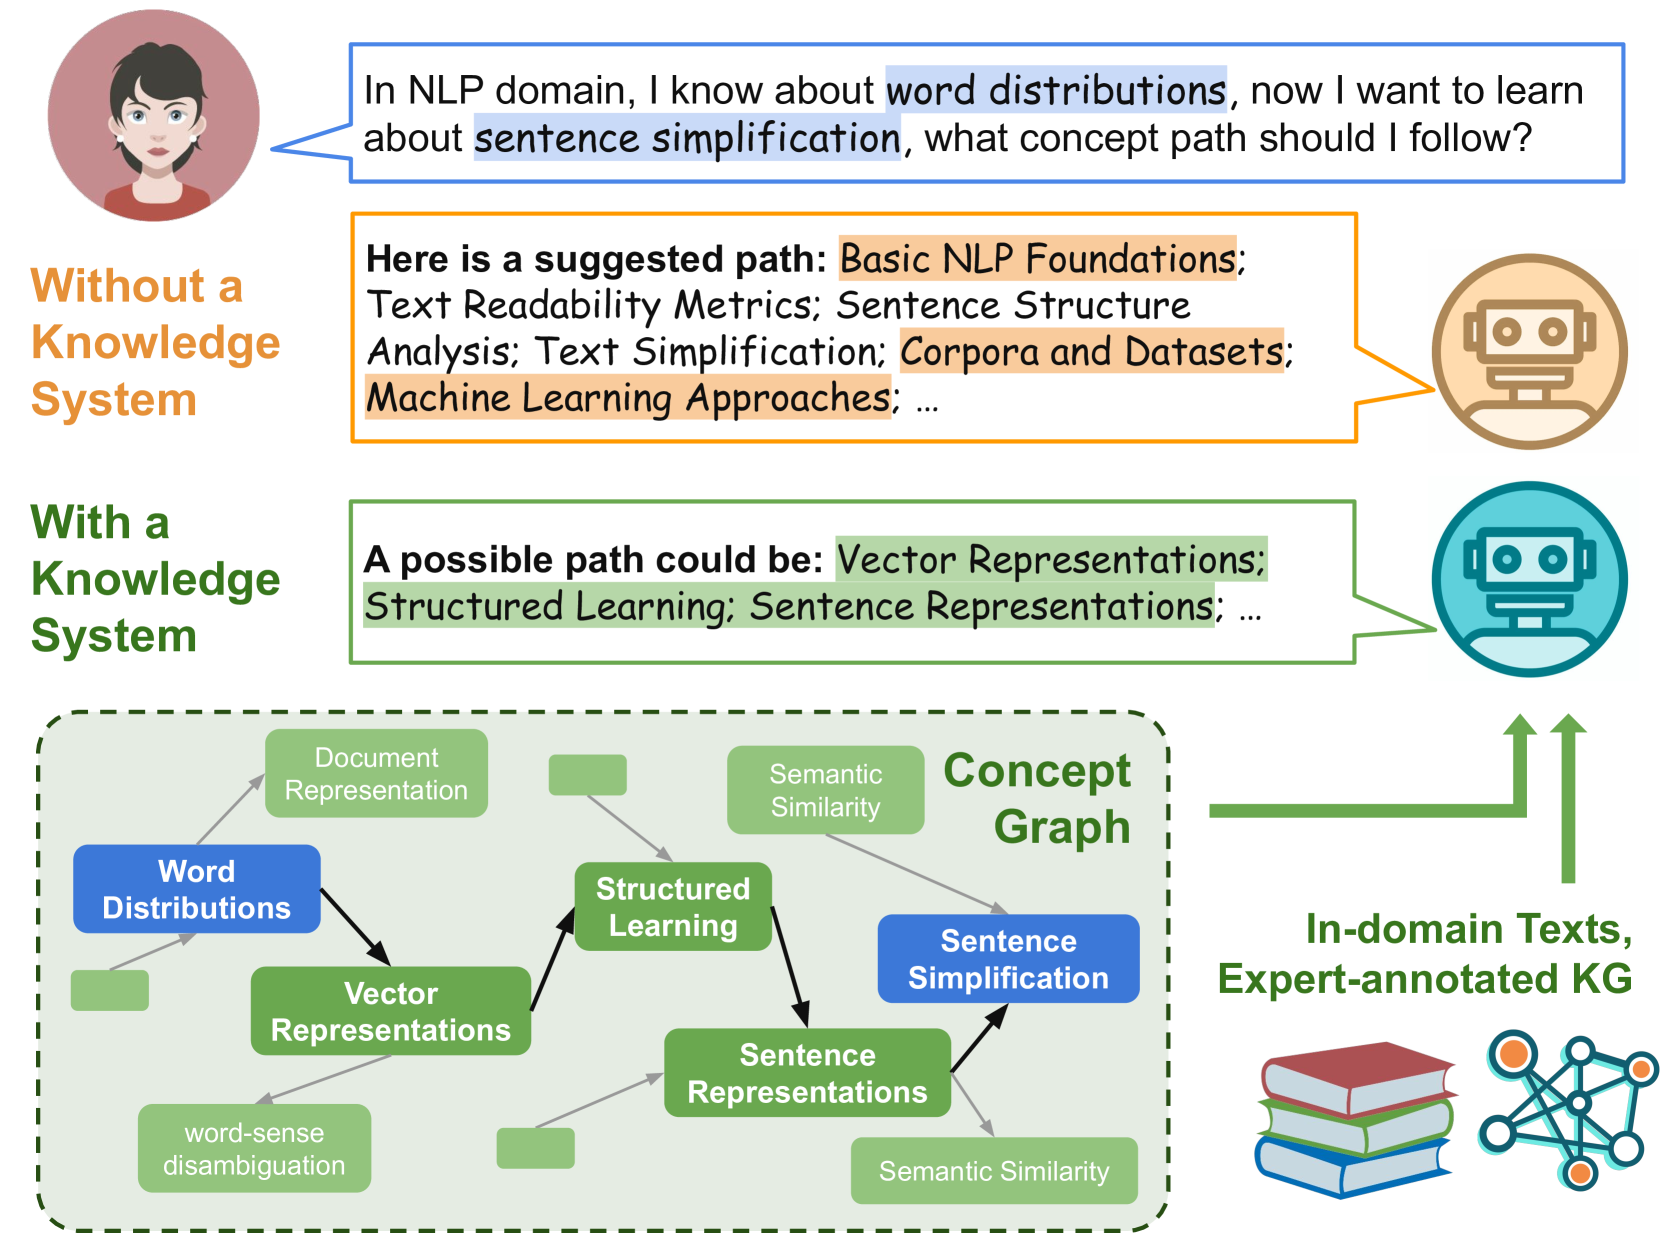 In NLP domain, I know about word distributions, now I want to learn
about sentence simplification, what concept path should I follow?
Without a
Knowledge
System
Here is a suggested path: Basic NLP Foundations;
Text Readability Metrics; Sentence Structure
Analysis; Text Simplification; Corpora and Datasets;
Machine Learning Approaches; ...
With a
Knowledge
System
A possible path could be: Vector Representations;
Structured Learning; Sentence Representations; ...
Concept
Graph
Document
Representation
Semantic
Similarity
Word
Distributions
Structured
Learning
Sentence
Simplification
Vector
Representations
Sentence
Representations
word-sense
disambiguation
Semantic Similarity
In-domain Texts,
Expert-annotated KG